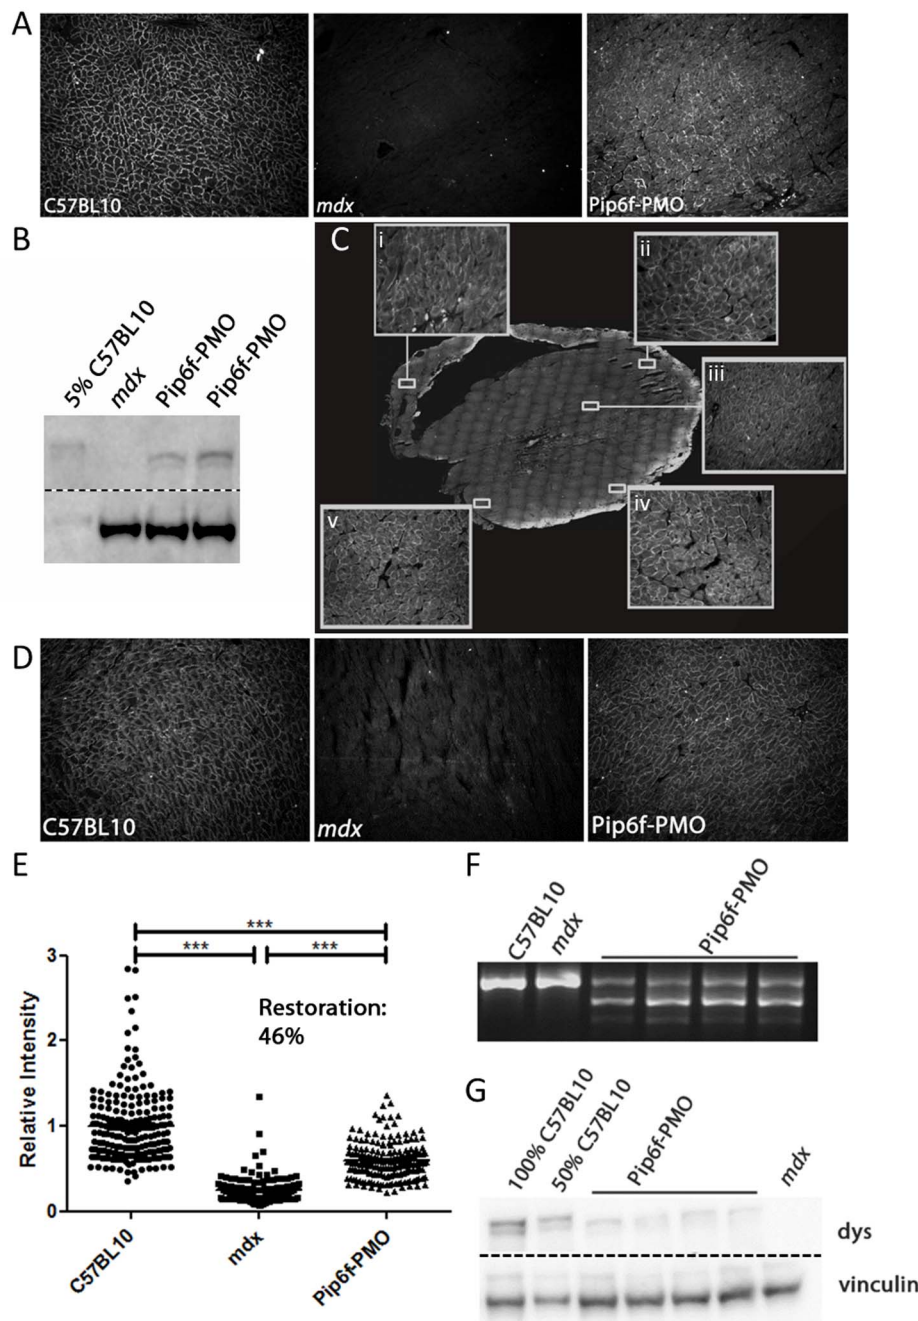 A
C57BL10
mdx
Pip6f-PMO
B
5% C57BL10
mdx
Pip6f-PMO
Pip6f-PMO
C
i
ii
iii
iv
v
D
C57BL10
mdx
Pip6f-PMO
E
***
***
***
Restoration:
46%
Relative Intensity
3
2
1
0
C57BL10
mdx
Pip6f-PMO
F
C57BL10
mdx
Pip6f-PMO
G
100% C57BL10
50% C57BL10
Pip6f-PMO
mdx
dys
vinculin